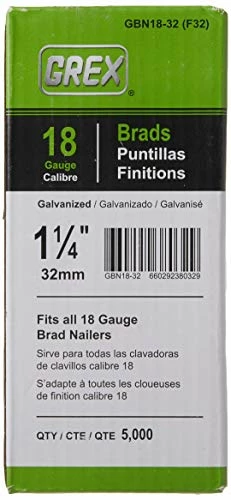 GBN18-32 (F32)
GREX®
18
Gauge
Calibre
Brads
Puntillas
Finitions
Galvanized / Galvanizado / Galvanisé
1¼"
32mm
GBN18-32 660292380329
Fits all 18 Gauge
Brad Nailers
Sirve para todas las clavadoras
de clavillos calibre 18
S'adapte à toutes les cloueuses
de finition calibre 18
QTY / CTE / QTE 5,000